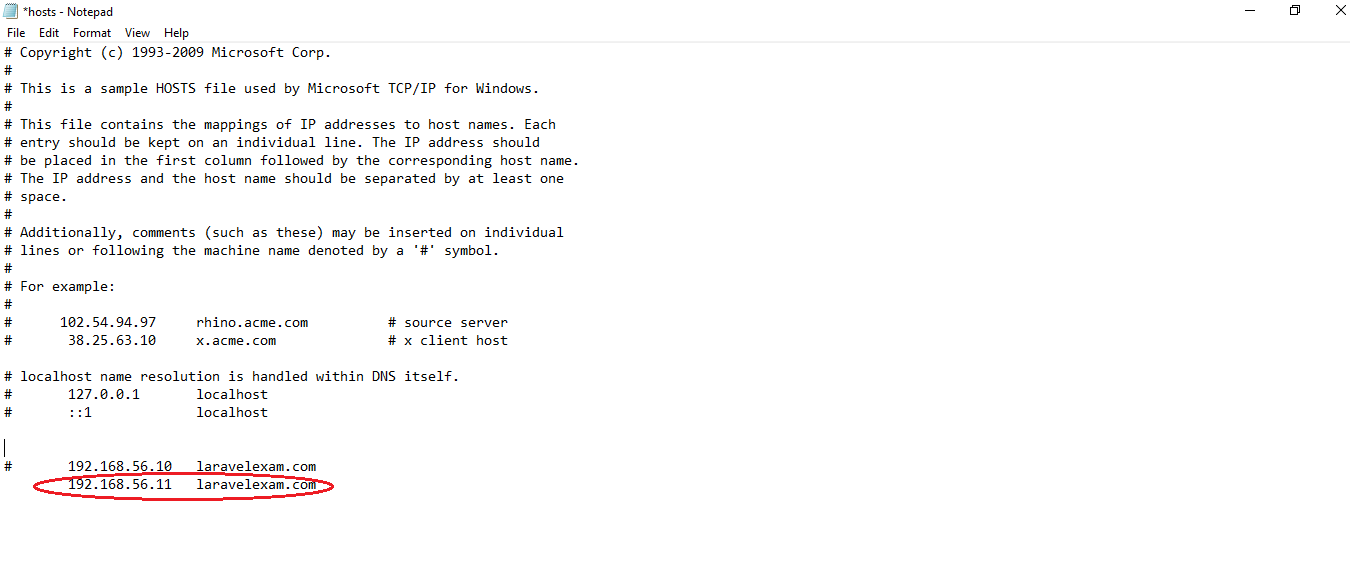 *hosts - Notepad
File Edit Format View Help
# Copyright (c) 1993-2009 Microsoft Corp.
#
# This is a sample HOSTS file used by Microsoft TCP/IP for Windows.
#
# This file contains the mappings of IP addresses to host names. Each
# entry should be kept on an individual line. The IP address should
# be placed in the first column followed by the corresponding host name.
# The IP address and the host name should be separated by at least one
# space.
#
# Additionally, comments (such as these) may be inserted on individual
# lines or following the machine name denoted by a '#' symbol.
#
# For example:
#
#      102.54.94.97     rhino.acme.com          # source server
#       38.25.63.10     x.acme.com              # x client host

# localhost name resolution is handled within DNS itself.
#       127.0.0.1       localhost
#       ::1             localhost

#       192.168.56.10   laravelexam.com
        192.168.56.11   laravelexam.com